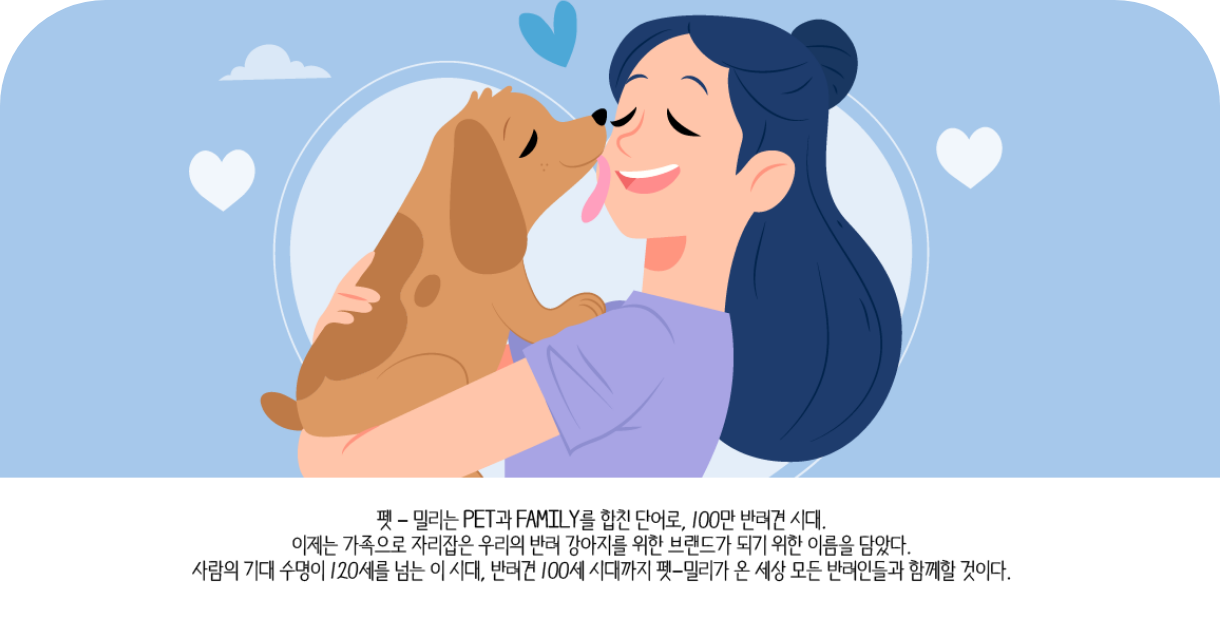 펫 - 밀리는 PET과 FAMILY를 합친 단어로, 100만 반려견 시대.
이제는 가족으로 자리잡은 우리의 반려 강아지를 위한 브랜드가 되기 위한 이름을 담았다.
사람의 기대 수명이 120세를 넘는 이 시대, 반려견 100세 시대까지 펫-밀리가 온 세상 모든 반려인들과 함께할 것이다.